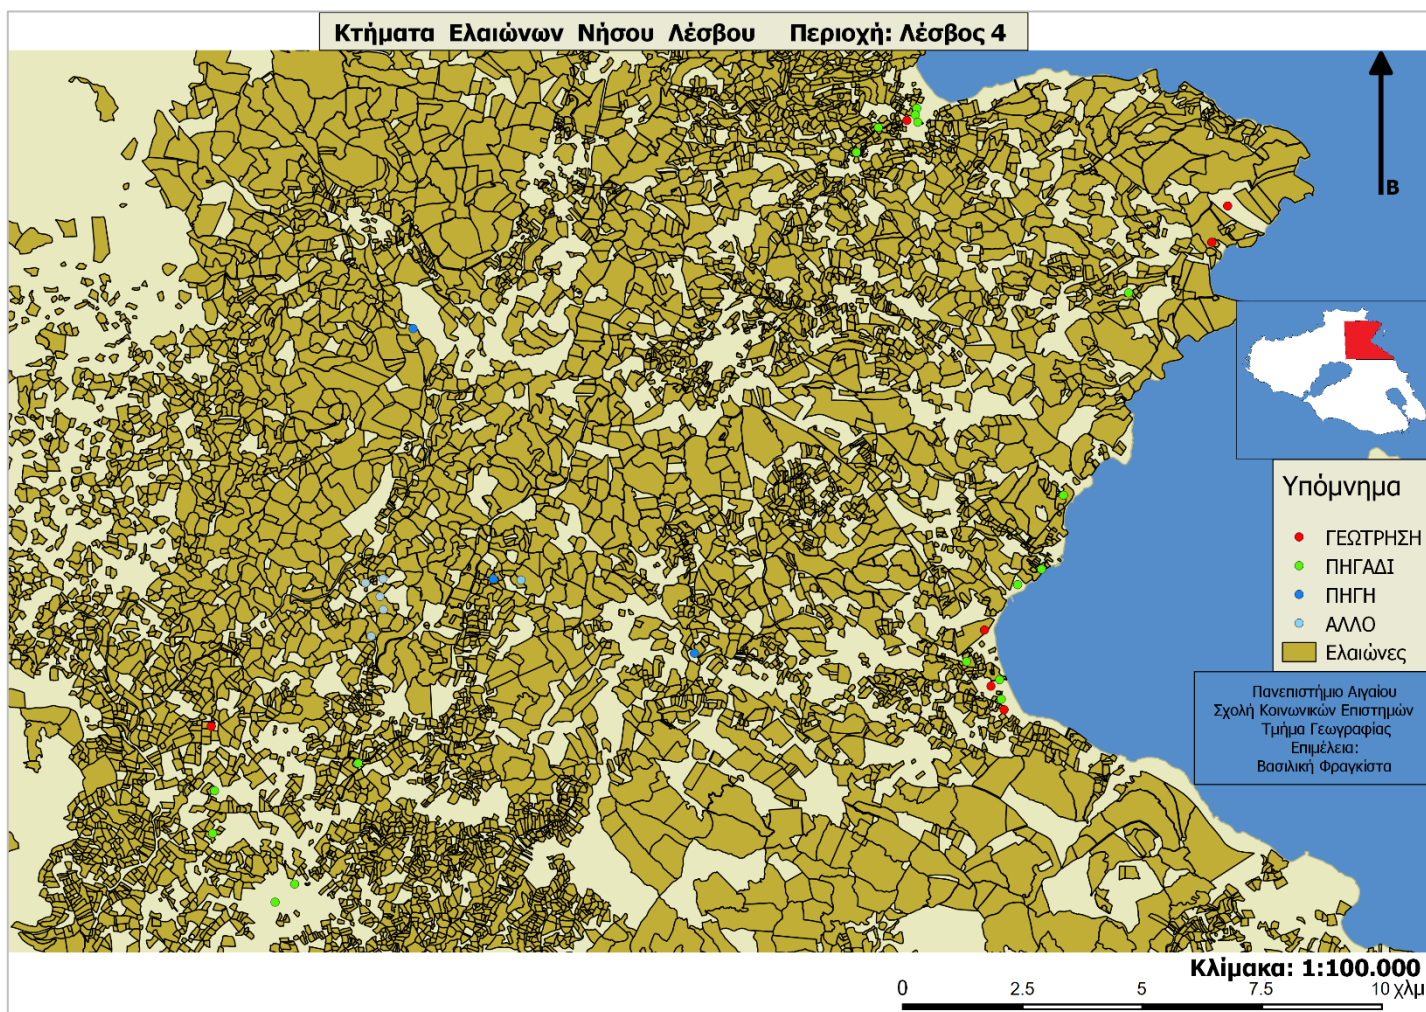 Κτήματα Ελαιώνων Νήσου Λέσβου Περιοχή: Λέσβος 4
Β
Υπόμνημα
ΓΕΩΤΡΗΣΗ
ΠΗΓΑΔΙ
ΠΗΓΗ
ΑΛΛΟ
Ελαιώνες
Πανεπιστήμιο Αιγαίου
Σχολή Κοινωνικών Επιστημών
Τμήμα Γεωγραφίας
Επιμέλεια:
Βασιλική Φραγκίστα
Κλίμακα: 1:100.000
0 2.5 5 7.5 10 χλμ